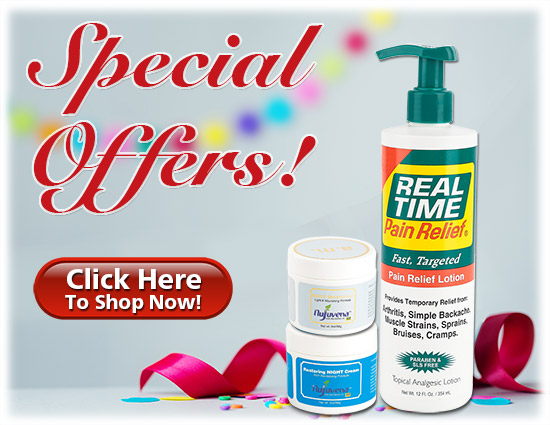 Special
Offers!
Click Here
To Shop Now!
REAL
TIME
Pain Relief®
Fast, Targeted
Pain Relief Lotion
Provides Temporary Relief from:
Arthritis, Simple Backache,
Muscle Strains, Sprains,
Bruises, Cramps.
PARABEN &
SLS FREE
Topical Analgesic Lotion
Net Wt. 12 Fl. Oz. / 354 mL
Nujuvena
Restoring NIGHT Cream
Nujuvena